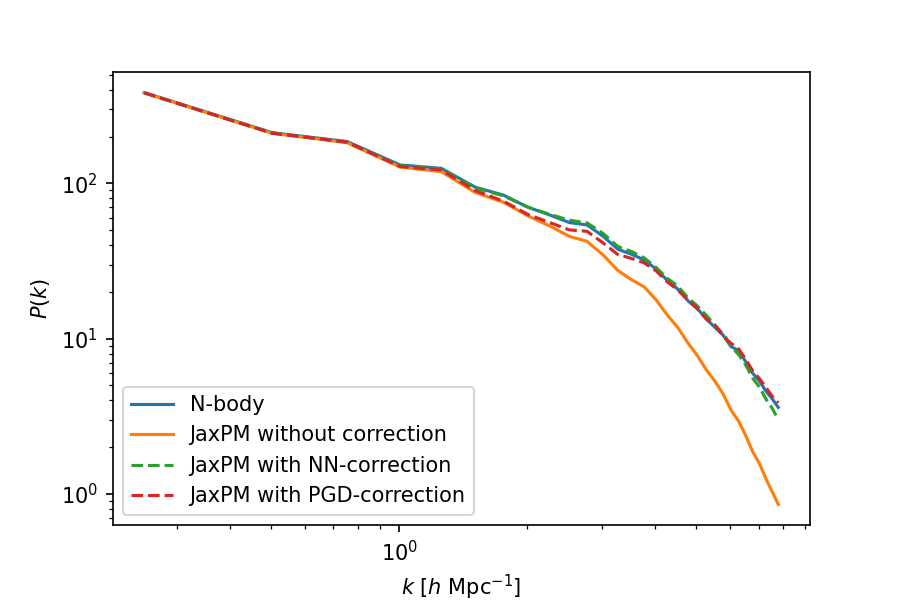 10²
10¹
10⁰
P(k)
N-body
JaxPM without correction
JaxPM with NN-correction
JaxPM with PGD-correction
10⁰
k [h Mpc⁻¹]